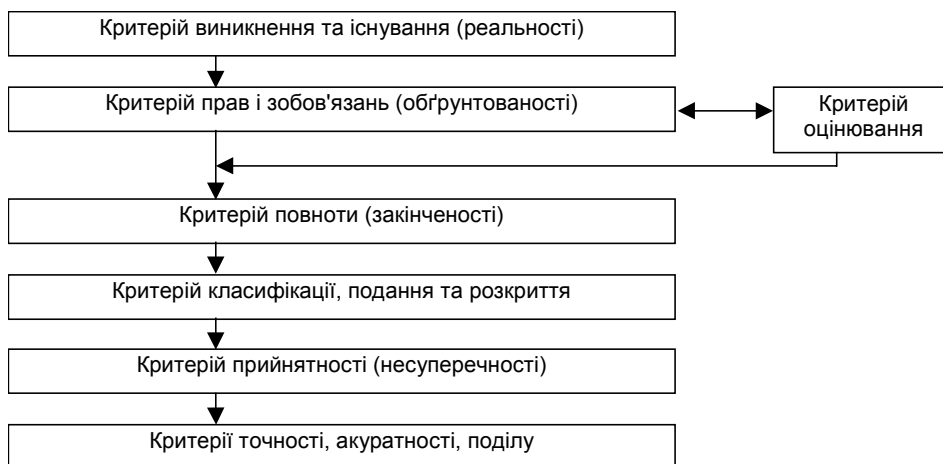 Критерій виникнення та існування (реальності)
Критерій прав і зобов'язань (обґрунтованості)
Критерій
оцінювання
Критерій повноти (закінченості)
Критерій класифікації, подання та розкриття
Критерій прийнятності (несуперечності)
Критерії точності, акуратності, поділу